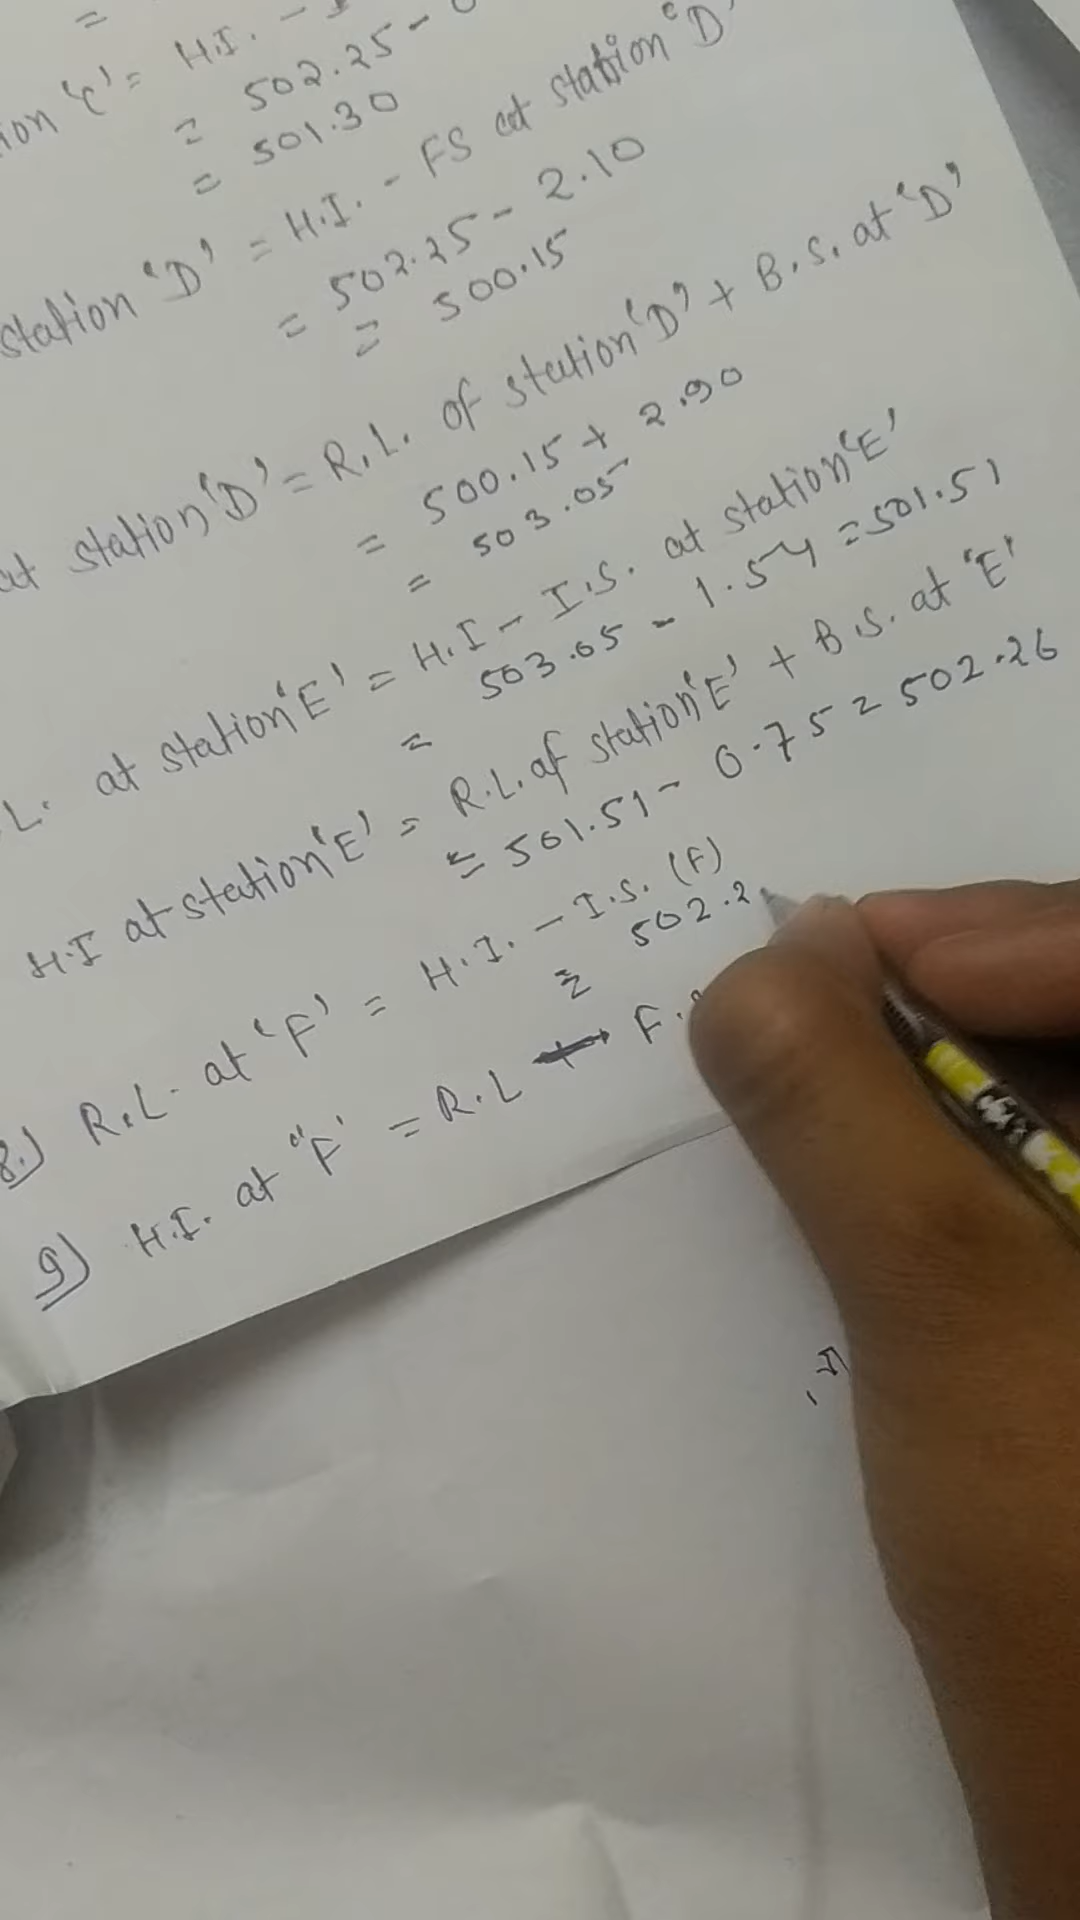 =
ion 'C' = H.I. -
= 502.25 -
= 501.30
station 'D' = H.I. - FS at station 'D'
= 502.25 - 2.10
= 500.15
at station 'D' = R.L. of station 'D' + B.S. at 'D'
= 500.15 + 2.90
= 503.05
L. at station 'E' = H.I - I.S. at station 'E'
= 503.05 - 1.54 = 501.51
H.I at station 'E' = R.L. of station 'E' + B.S. at 'E'
= 501.51 - 0.75 = 502.26
8.) R.L. at 'F' = H.I. - I.S. (F)
= 502.2
9) H.I. at "F' = R.L F.